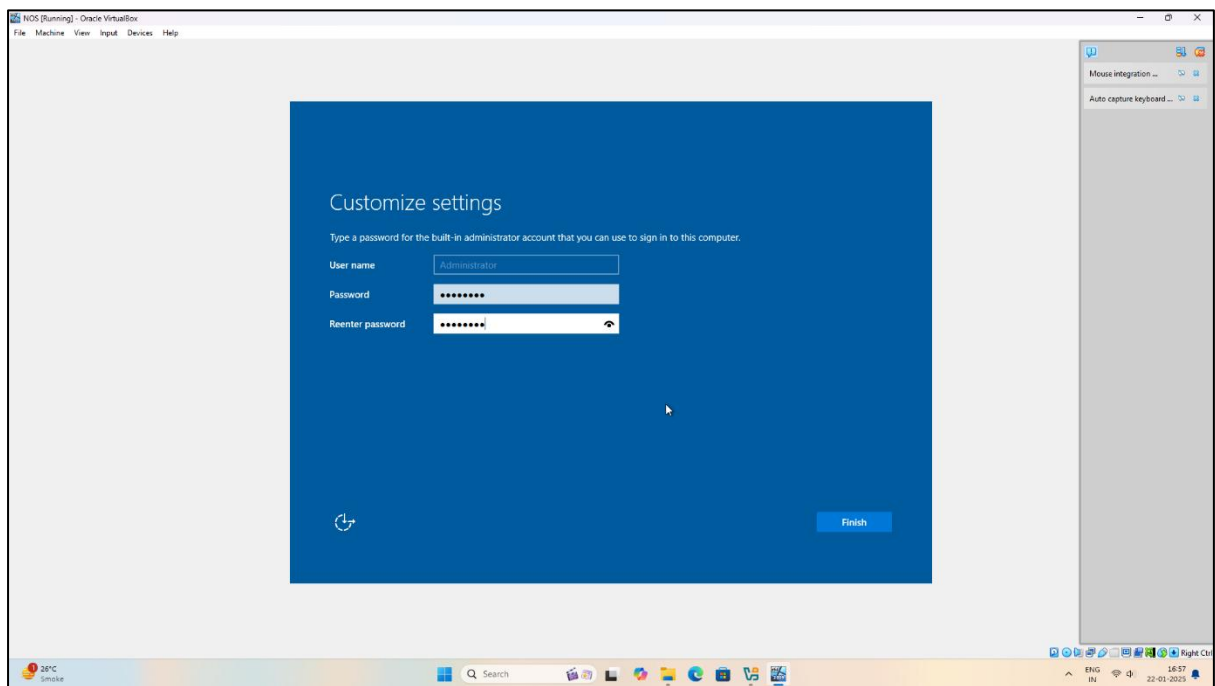 NOS [Running] - Oracle VirtualBox
File Machine View Input Devices Help
Mouse integration ...
Auto capture keyboard ...
Customize settings
Type a password for the built-in administrator account that you can use to sign in to this computer.
User name Administrator
Password ●●●●●●●●
Reenter password ●●●●●●●●
Finish
Right Ctrl
1
26°C
Smoke
Search
ENG
IN
16:57
22-01-2025